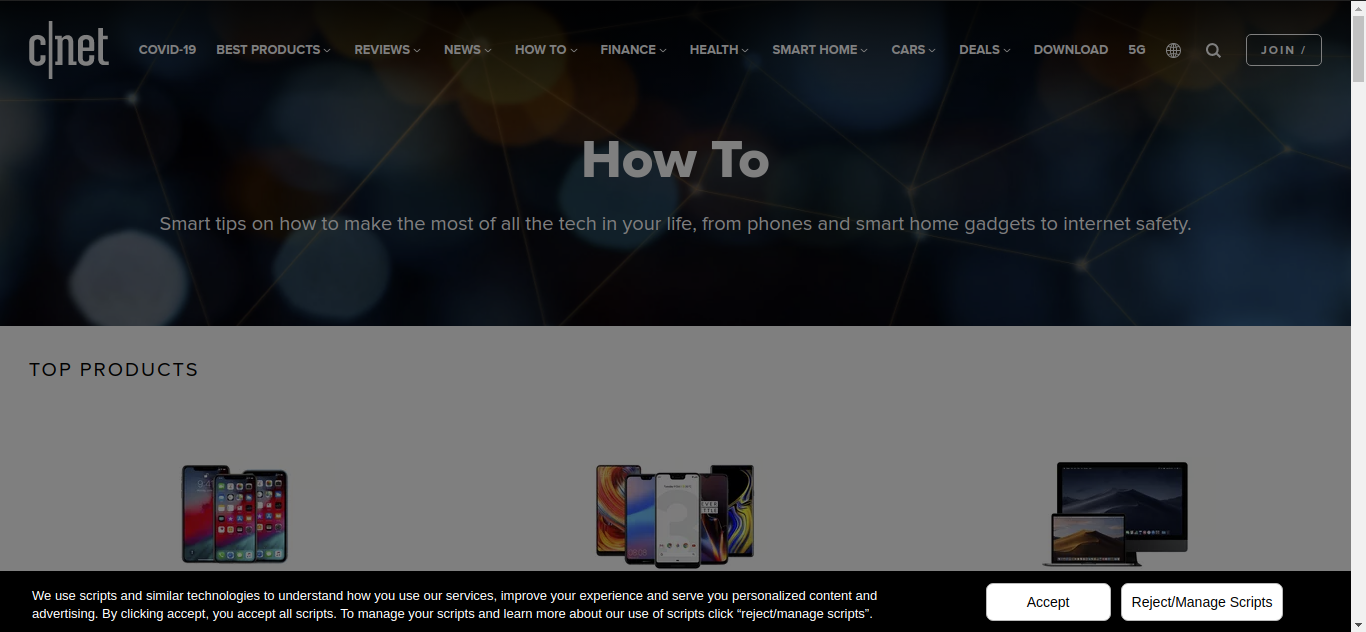 c|net
COVID-19 BEST PRODUCTS REVIEWS NEWS HOW TO FINANCE HEALTH SMART HOME CARS DEALS DOWNLOAD 5G JOIN /
How To
Smart tips on how to make the most of all the tech in your life, from phones and smart home gadgets to internet safety.
TOP PRODUCTS
We use scripts and similar technologies to understand how you use our services, improve your experience and serve you personalized content and
advertising. By clicking accept, you accept all scripts. To manage your scripts and learn more about our use of scripts click “reject/manage scripts”.
Accept
Reject/Manage Scripts